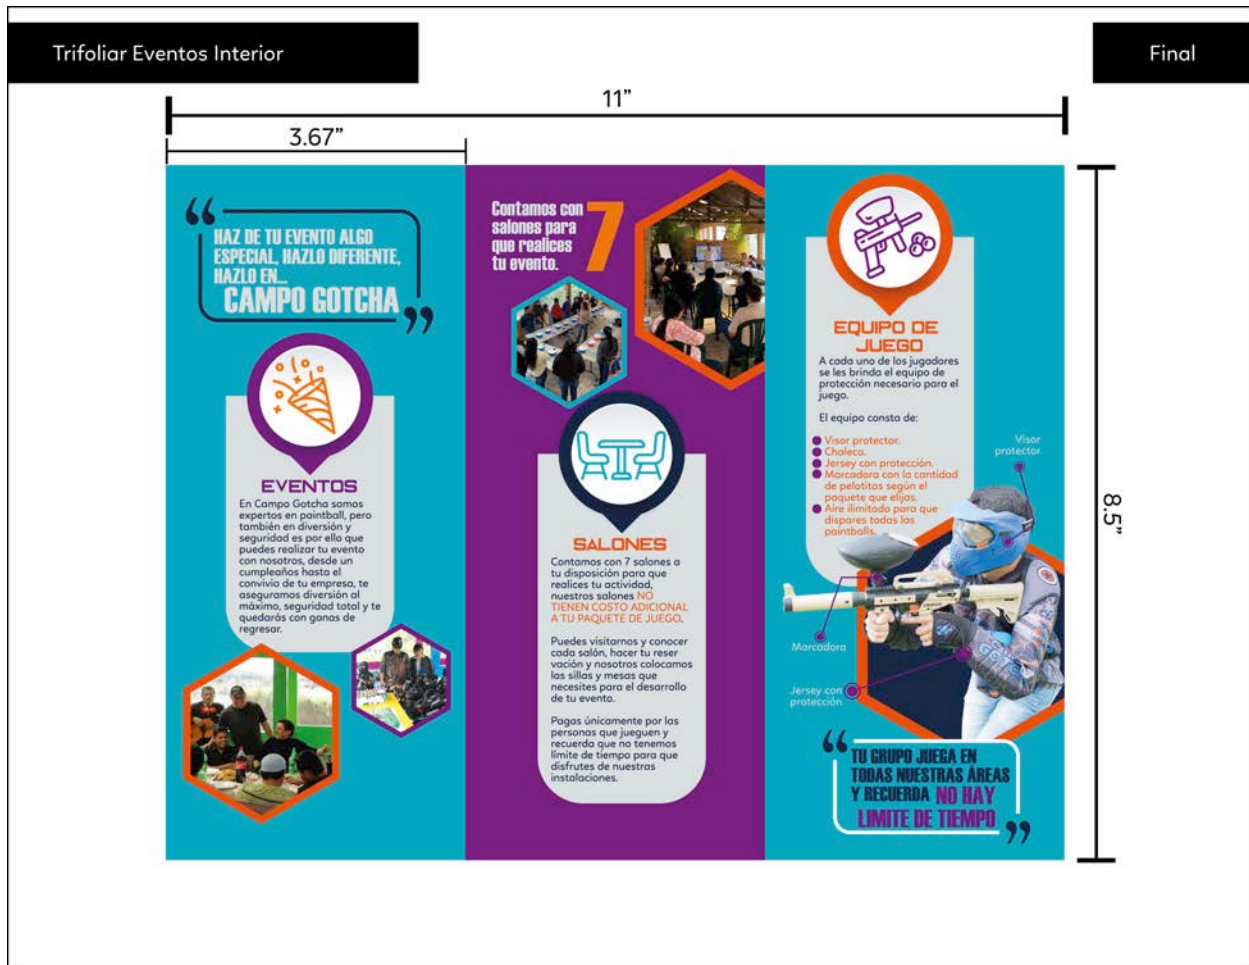 Trifoliar Eventos Interior
Final
11”
3.67”
8.5”
“
HAZ DE TU EVENTO ALGO
ESPECIAL, HAZLO DIFERENTE,
HAZLO EN...
CAMPO GOTCHA
”
EVENTOS
En Campo Gotcha somos
expertos en paintball, pero
también en diversión y
seguridad es por ello que
puedes realizar tu evento
con nosotros, desde un
cumpleaños hasta el
convivio de tu empresa, te
aseguramos diversión al
máximo, seguridad total y te
quedarás con ganas de
regresar.
Contamos con 7
salones para
que realices
tu evento.
SALONES
Contamos con 7 salones a
tu disposición para que
realices tu actividad,
nuestros salones NO
TIENEN COSTO ADICIONAL
A TU PAQUETE DE JUEGO.
Puedes visitarnos y conocer
cada salón, hacer tu reser
vación y nosotros colocamos
las sillas y mesas que
necesites para el desarrollo
de tu evento.
Pagas únicamente por las
personas que jueguen y
recuerda que no tenemos
límite de tiempo para que
disfrutes de nuestras
instalaciones.
EQUIPO DE
JUEGO
A cada uno de los jugadores
se les brinda el equipo de
protección necesario para el
juego.
El equipo consta de:
Visor protector.
Chaleco.
Jersey con protección.
Marcadora con la cantidad
de pelotitas según el
paquete que elijas.
Aire ilimitado para que
dispares todas las
paintballs.
Visor
protector
Marcadora
Jersey con
protección
“
TU GRUPO JUEGA EN
TODAS NUESTRAS ÁREAS
Y RECUERDA NO HAY
LIMITE DE TIEMPO
”